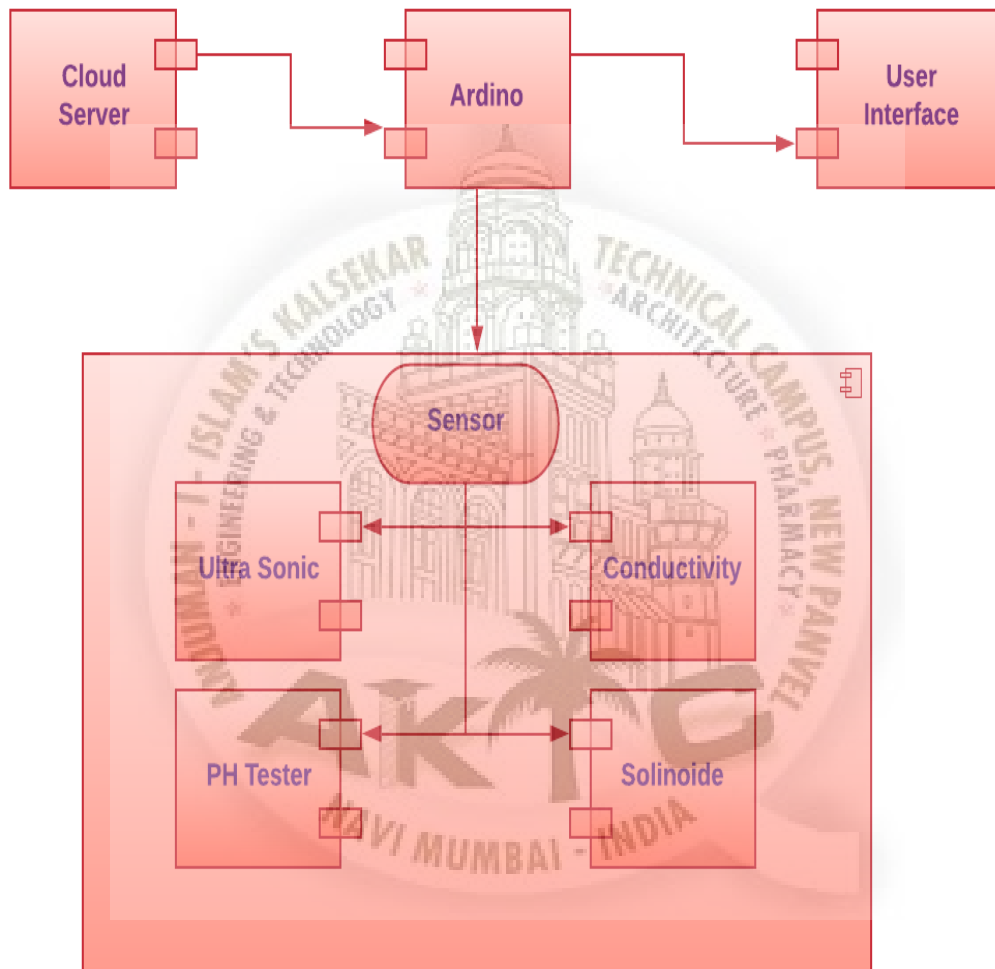 Cloud
Server
Ardino
User
Interface
Sensor
Ultra Sonic
Conductivity
PH Tester
Solinoide
ANJUMAN - I - ISLAM'S KALSEKAR TECHNICAL CAMPUS, NEW PANVEL
ENGINEERING & TECHNOLOGY ARCHITECTURE PHARMACY
AKTC
NAVI MUMBAI - INDIA